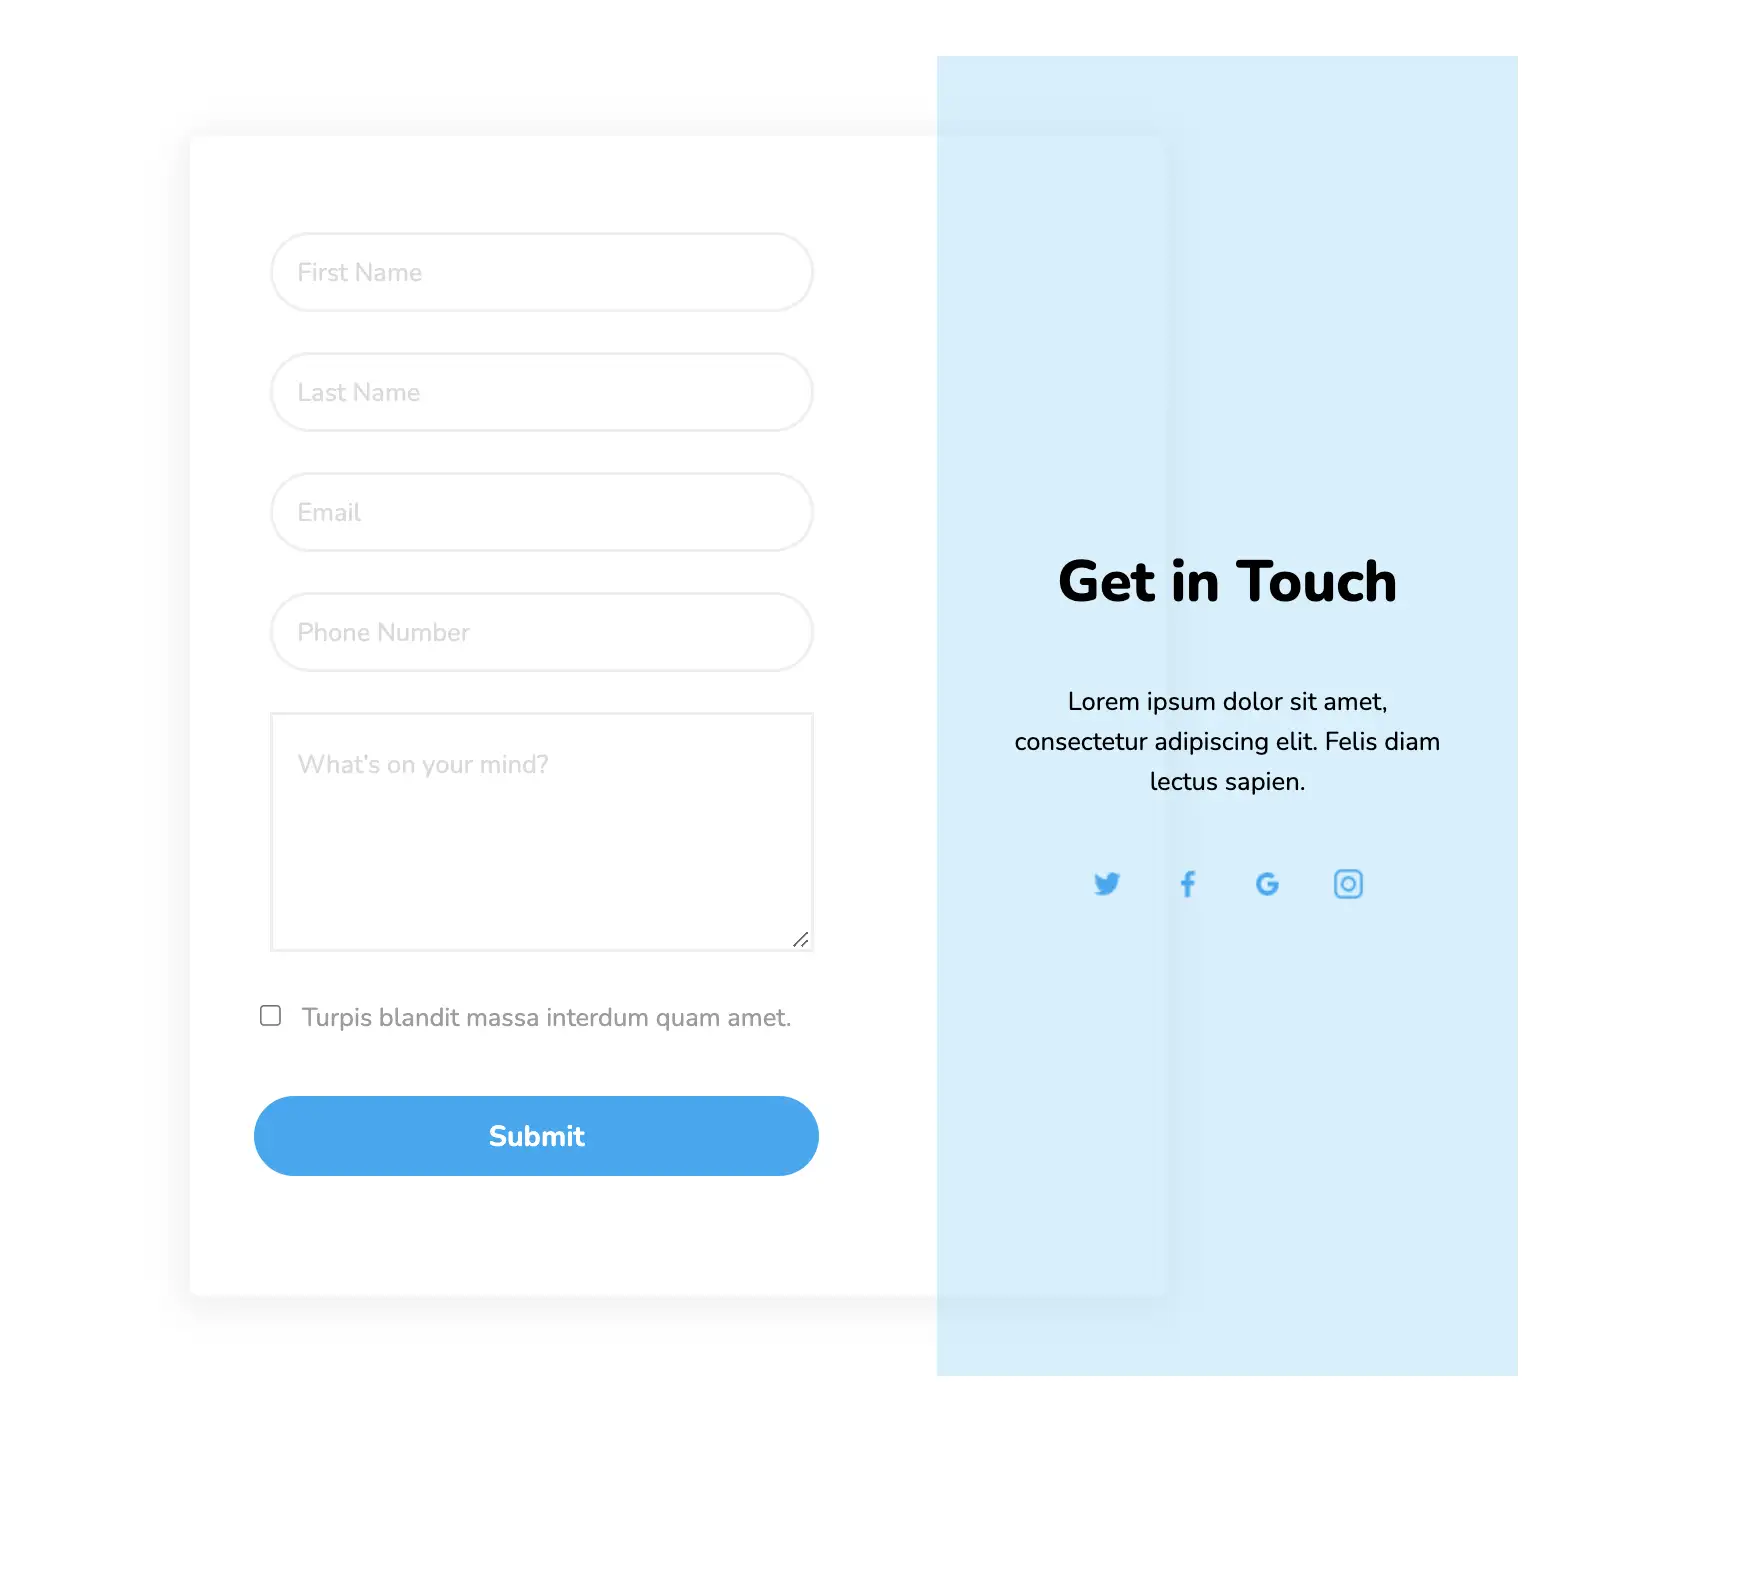 First Name
Last Name
Email
Phone Number
What's on your mind?
Turpis blandit massa interdum quam amet.
Submit
Get in Touch
Lorem ipsum dolor sit amet,
consectetur adipiscing elit. Felis diam
lectus sapien.